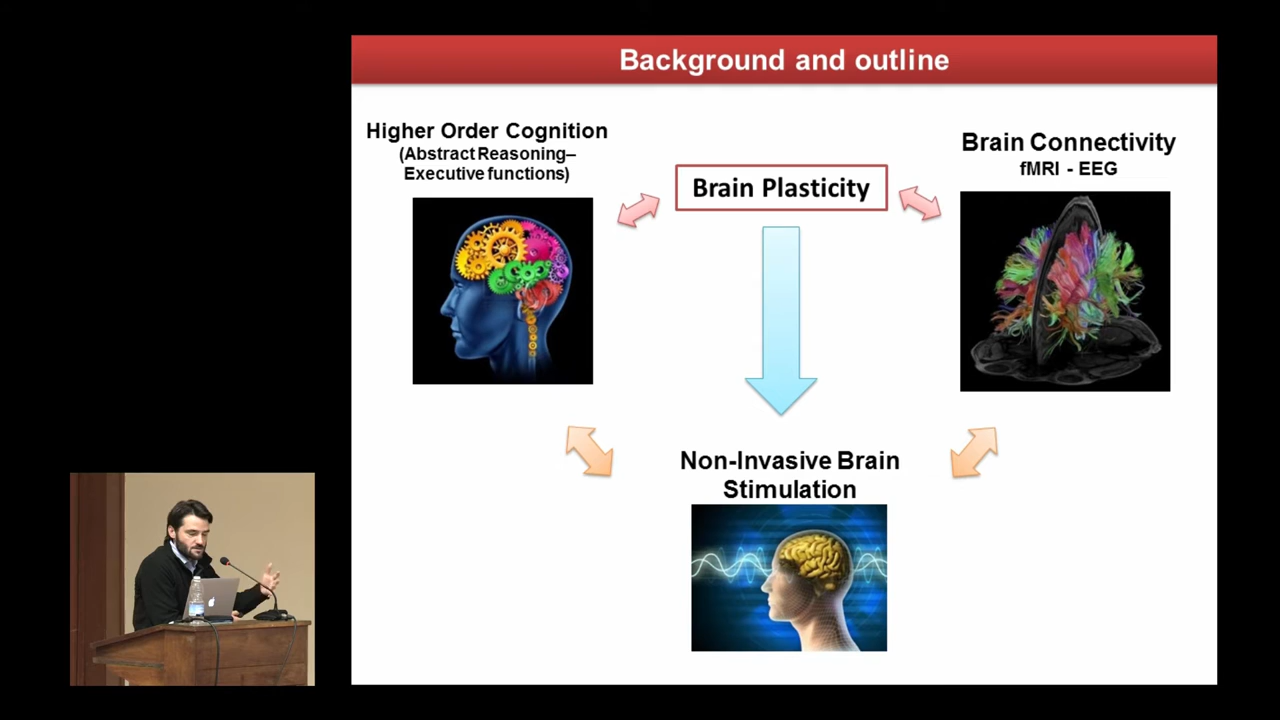 Background and outline
Higher Order Cognition
(Abstract Reasoning–
Executive functions)
Brain Plasticity
Brain Connectivity
fMRI - EEG
Non-Invasive Brain
Stimulation